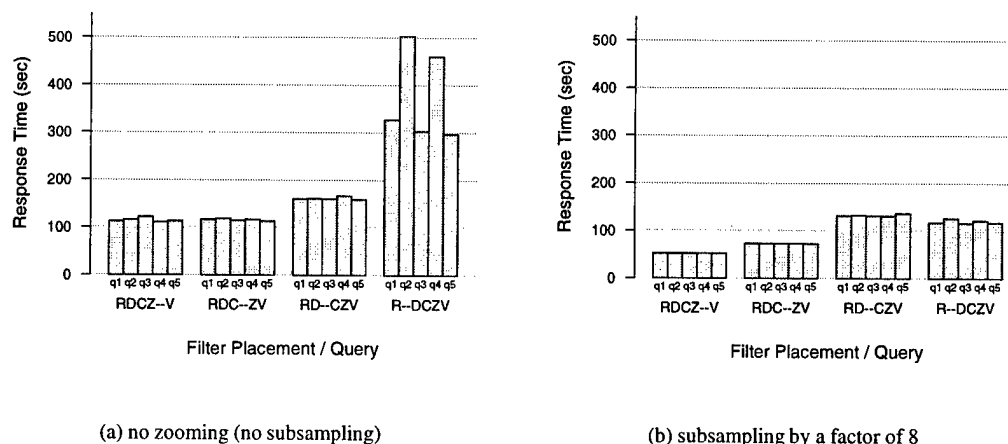 Response Time (sec)
500
400
300
200
100
0
q1 q2 q3 q4 q5 q1 q2 q3 q4 q5 q1 q2 q3 q4 q5 q1 q2 q3 q4 q5
RDCZ--V RDC--ZV RD--CZV R--DCZV
Filter Placement / Query
(a) no zooming (no subsampling)
Response Time (sec)
500
400
300
200
100
0
q1 q2 q3 q4 q5 q1 q2 q3 q4 q5 q1 q2 q3 q4 q5 q1 q2 q3 q4 q5
RDCZ--V RDC--ZV RD--CZV R--DCZV
Filter Placement / Query
(b) subsampling by a factor of 8